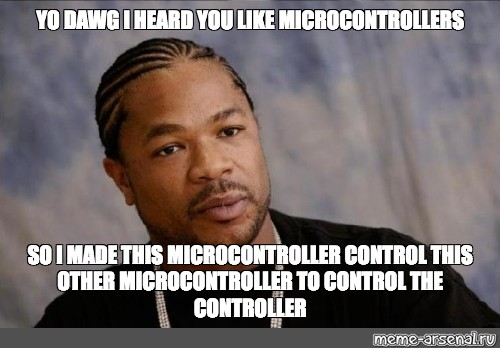 YO DAWG I HEARD YOU LIKE MICROCONTROLLERS
SO I MADE THIS MICROCONTROLLER CONTROL THIS
OTHER MICROCONTROLLER TO CONTROL THE
CONTROLLER
meme-arsenal.ru